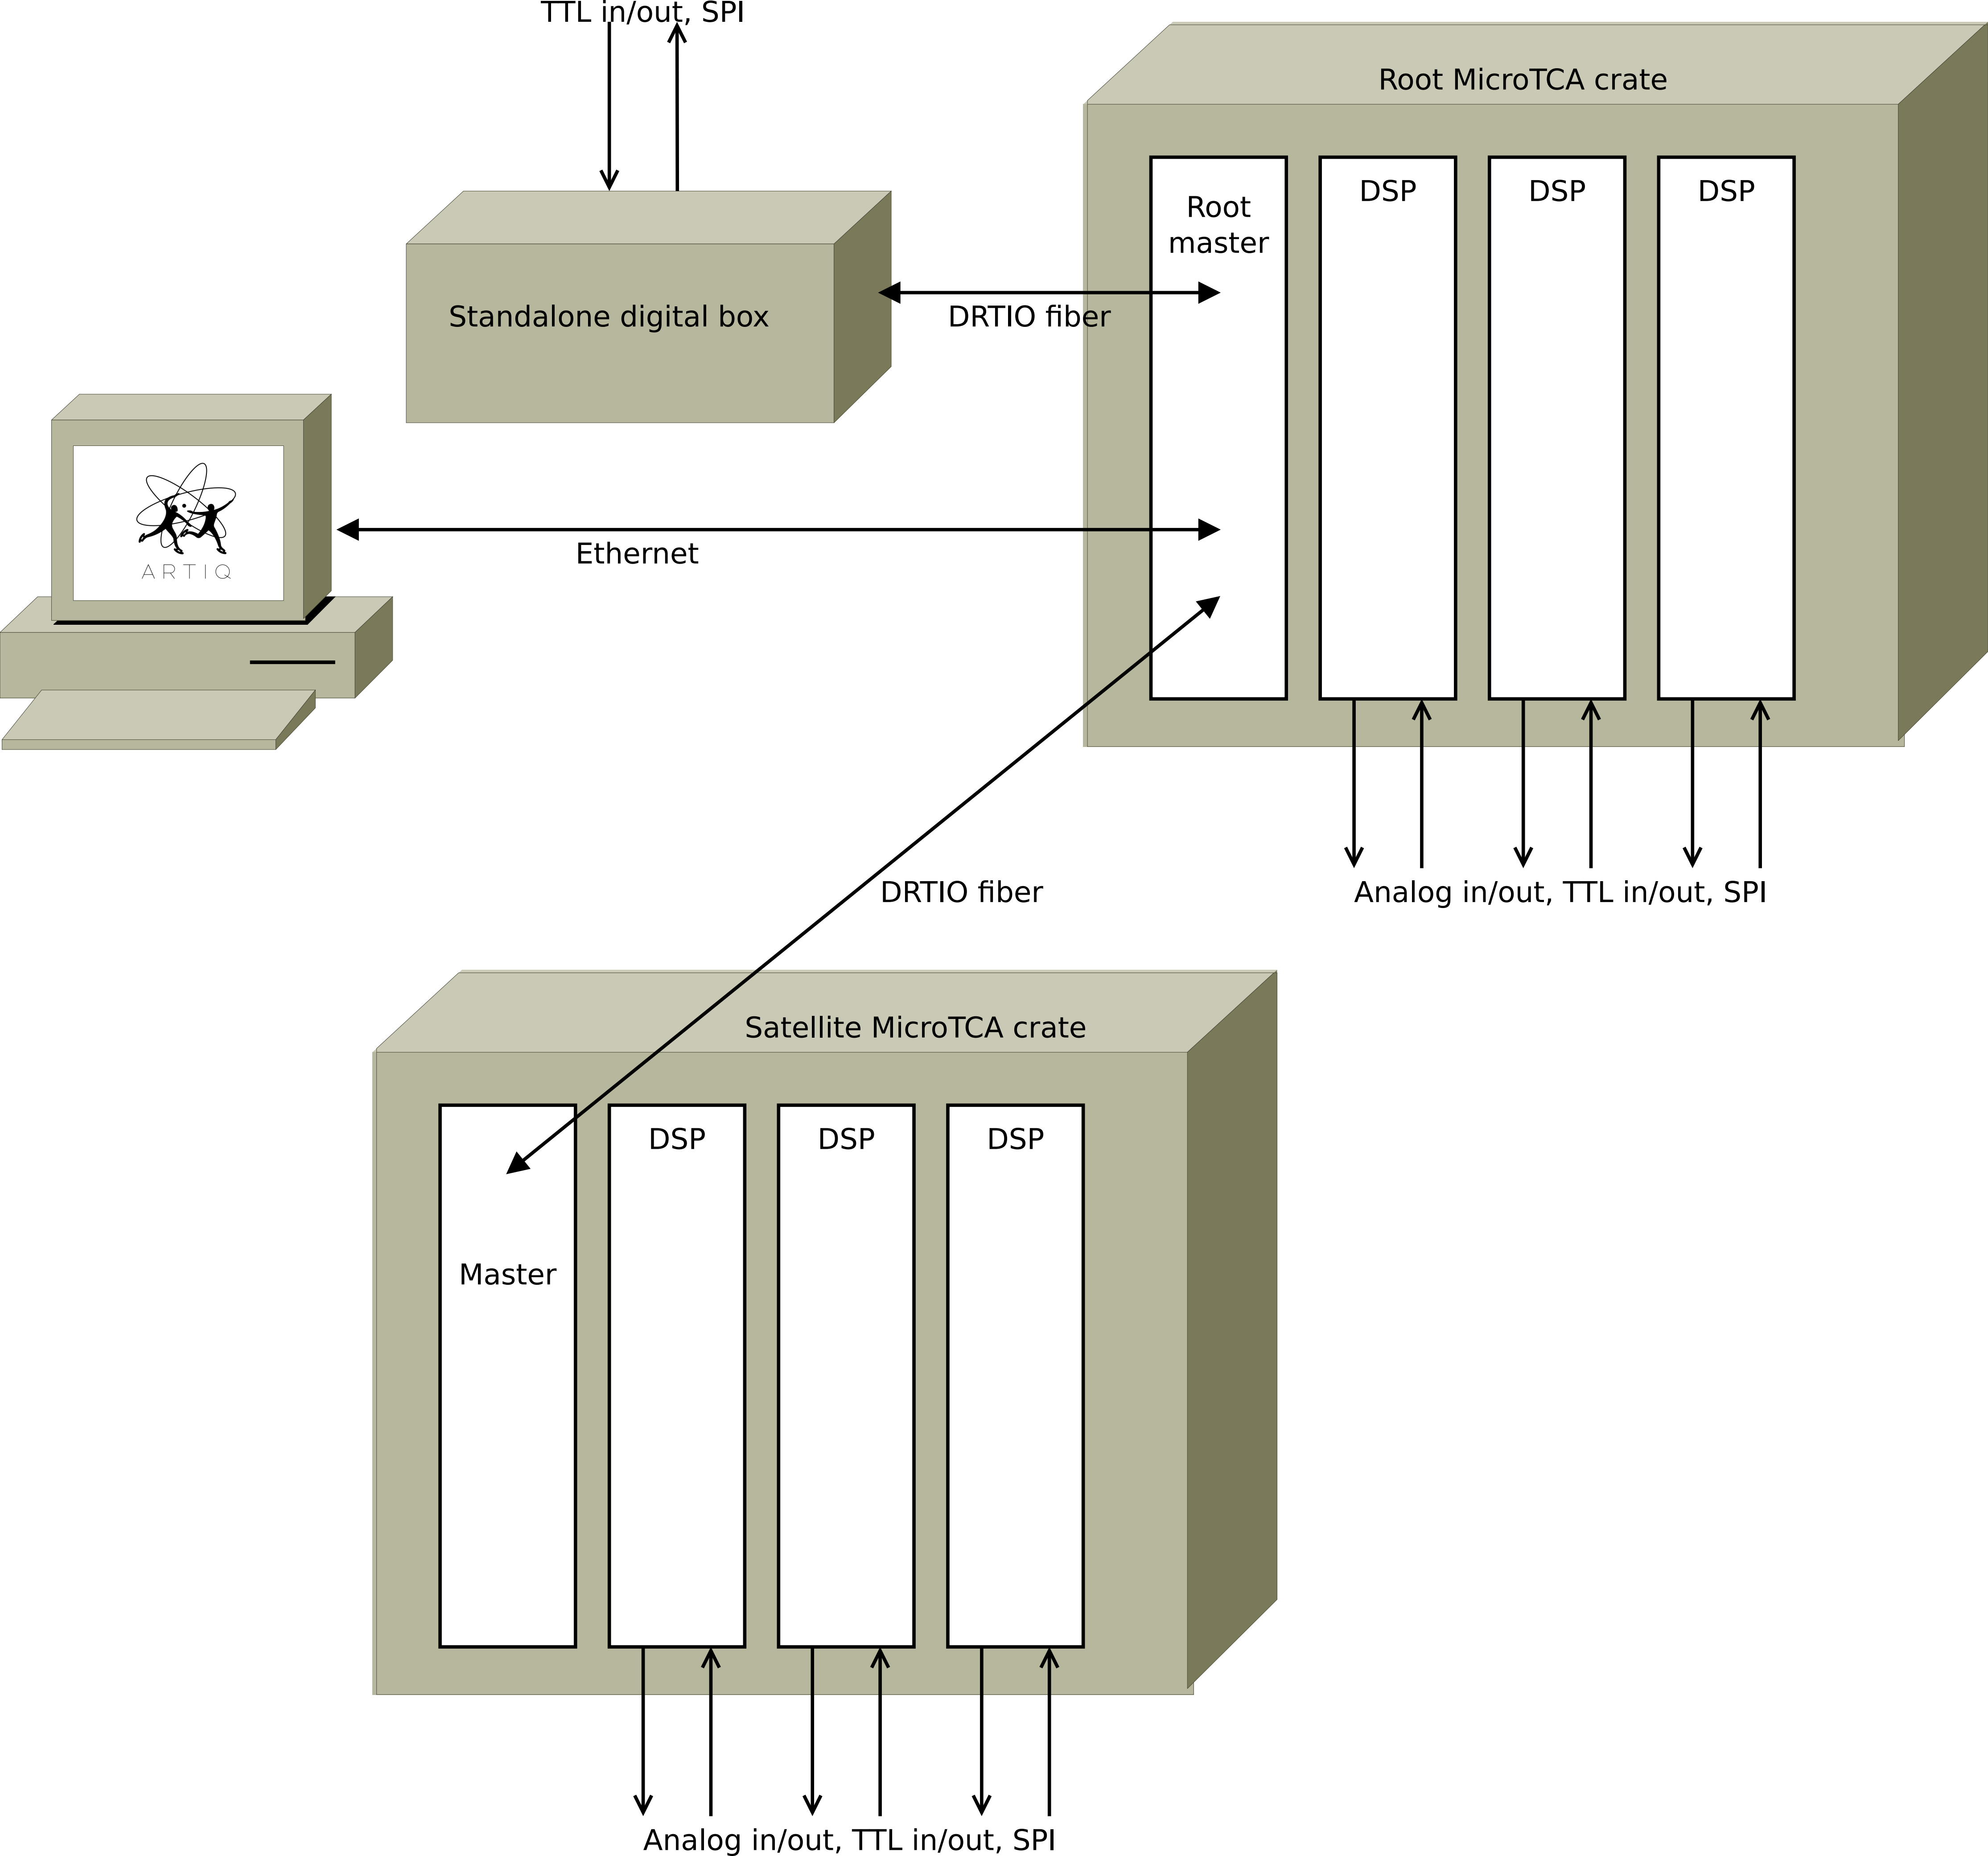 TTL in/out, SPI
Root MicroTCA crate
Root
master
DSP
DSP
DSP
Standalone digital box
DRTIO fiber
ARTIQ
Ethernet
DRTIO fiber
Analog in/out, TTL in/out, SPI
Satellite MicroTCA crate
Master
DSP
DSP
DSP
Analog in/out, TTL in/out, SPI